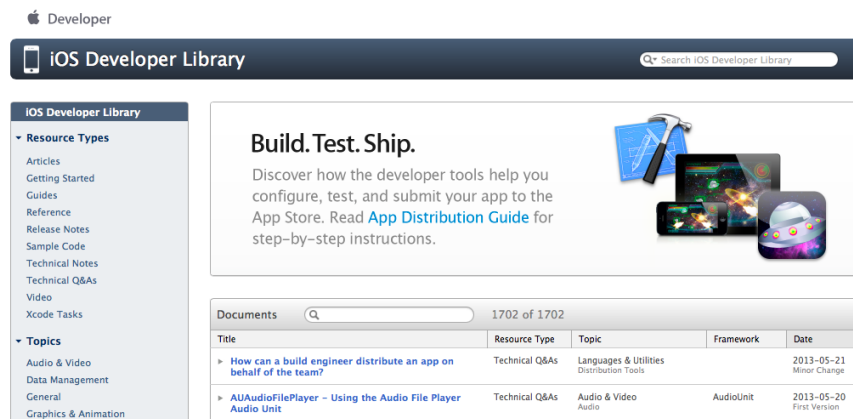 Developer
iOS Developer Library
Search iOS Developer Library
iOS Developer Library
Resource Types
Articles
Getting Started
Guides
Reference
Release Notes
Sample Code
Technical Notes
Technical Q&As
Video
Xcode Tasks
Topics
Audio & Video
Data Management
General
Graphics & Animation
Build. Test. Ship.
Discover how the developer tools help you
configure, test, and submit your app to the
App Store. Read App Distribution Guide for
step-by-step instructions.
Documents
1702 of 1702
Title Resource Type Topic Framework Date
How can a build engineer distribute an app on Technical Q&As Languages & Utilities 2013-05-21
behalf of the team? Distribution Tools Minor Change
AUAudioFilePlayer – Using the Audio File Player Technical Q&As Audio & Video AudioUnit 2013-05-20
Audio Unit Audio First Version